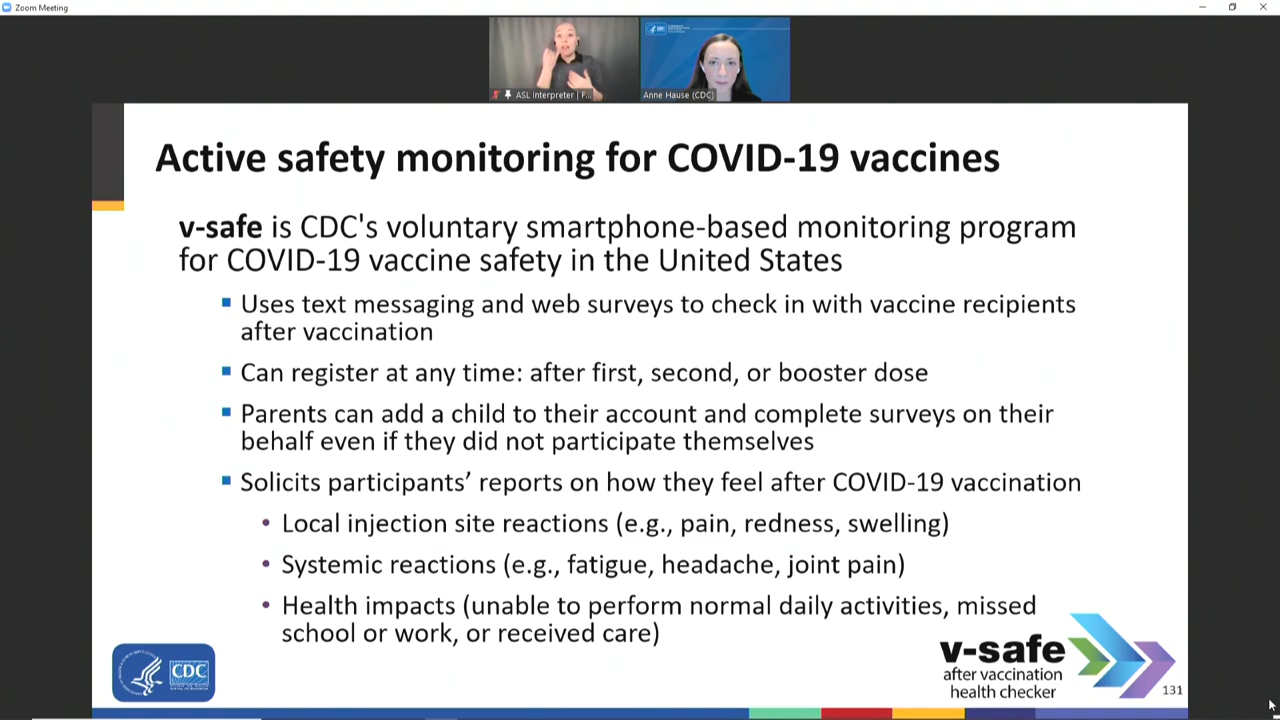 Zoom Meeting
ASL Interpreter | F...
Anne Hause (CDC)
Active safety monitoring for COVID-19 vaccines
v-safe is CDC's voluntary smartphone-based monitoring program
for COVID-19 vaccine safety in the United States
Uses text messaging and web surveys to check in with vaccine recipients
after vaccination
Can register at any time: after first, second, or booster dose
Parents can add a child to their account and complete surveys on their
behalf even if they did not participate themselves
Solicits participants’ reports on how they feel after COVID-19 vaccination
Local injection site reactions (e.g., pain, redness, swelling)
Systemic reactions (e.g., fatigue, headache, joint pain)
Health impacts (unable to perform normal daily activities, missed
school or work, or received care)
CDC
v-safe
after vaccination
health checker
131